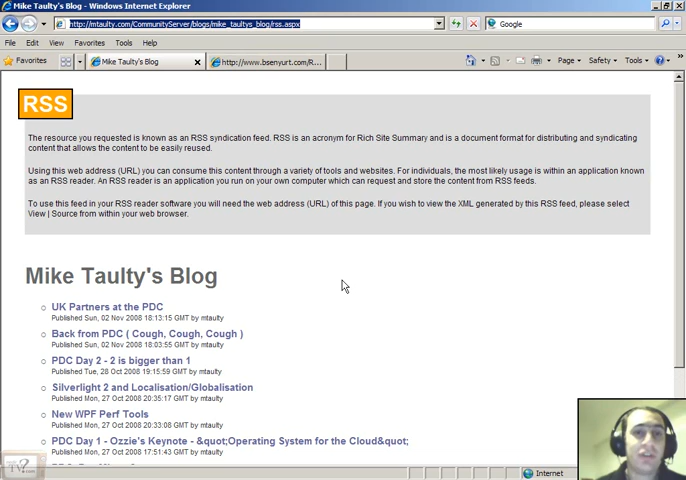 Mike Taulty's Blog - Windows Internet Explorer
http://mtaulty.com/CommunityServer/blogs/mike_taultys_blog/rss.aspx
Google
File Edit View Favorites Tools Help
Favorites
Mike Taulty's Blog
http://www.bsenyurt.com/R...
Page Safety Tools
RSS
The resource you requested is known as an RSS syndication feed. RSS is an acronym for Rich Site Summary and is a document format for distributing and syndicating
content that allows the content to be easily reused.
Using this web address (URL) you can consume this content through a variety of tools and websites. For individuals, the most likely usage is within an application known
as an RSS reader. An RSS reader is an application you run on your own computer which can request and store the content from RSS feeds.
To use this feed in your RSS reader software you will need the web address (URL) of this page. If you wish to view the XML generated by this RSS feed, please select
View | Source from within your web browser.
Mike Taulty's Blog
UK Partners at the PDC
Published Sun, 02 Nov 2008 18:13:15 GMT by mtaulty
Back from PDC ( Cough, Cough, Cough )
Published Sun, 02 Nov 2008 18:03:55 GMT by mtaulty
PDC Day 2 - 2 is bigger than 1
Published Tue, 28 Oct 2008 19:15:59 GMT by mtaulty
Silverlight 2 and Localisation/Globalisation
Published Mon, 27 Oct 2008 20:35:17 GMT by mtaulty
New WPF Perf Tools
Published Mon, 27 Oct 2008 20:33:08 GMT by mtaulty
PDC Day 1 - Ozzie's Keynote - &quot;Operating System for the Cloud&quot;
Published Mon, 27 Oct 2008 17:51:43 GMT by mtaulty
Internet